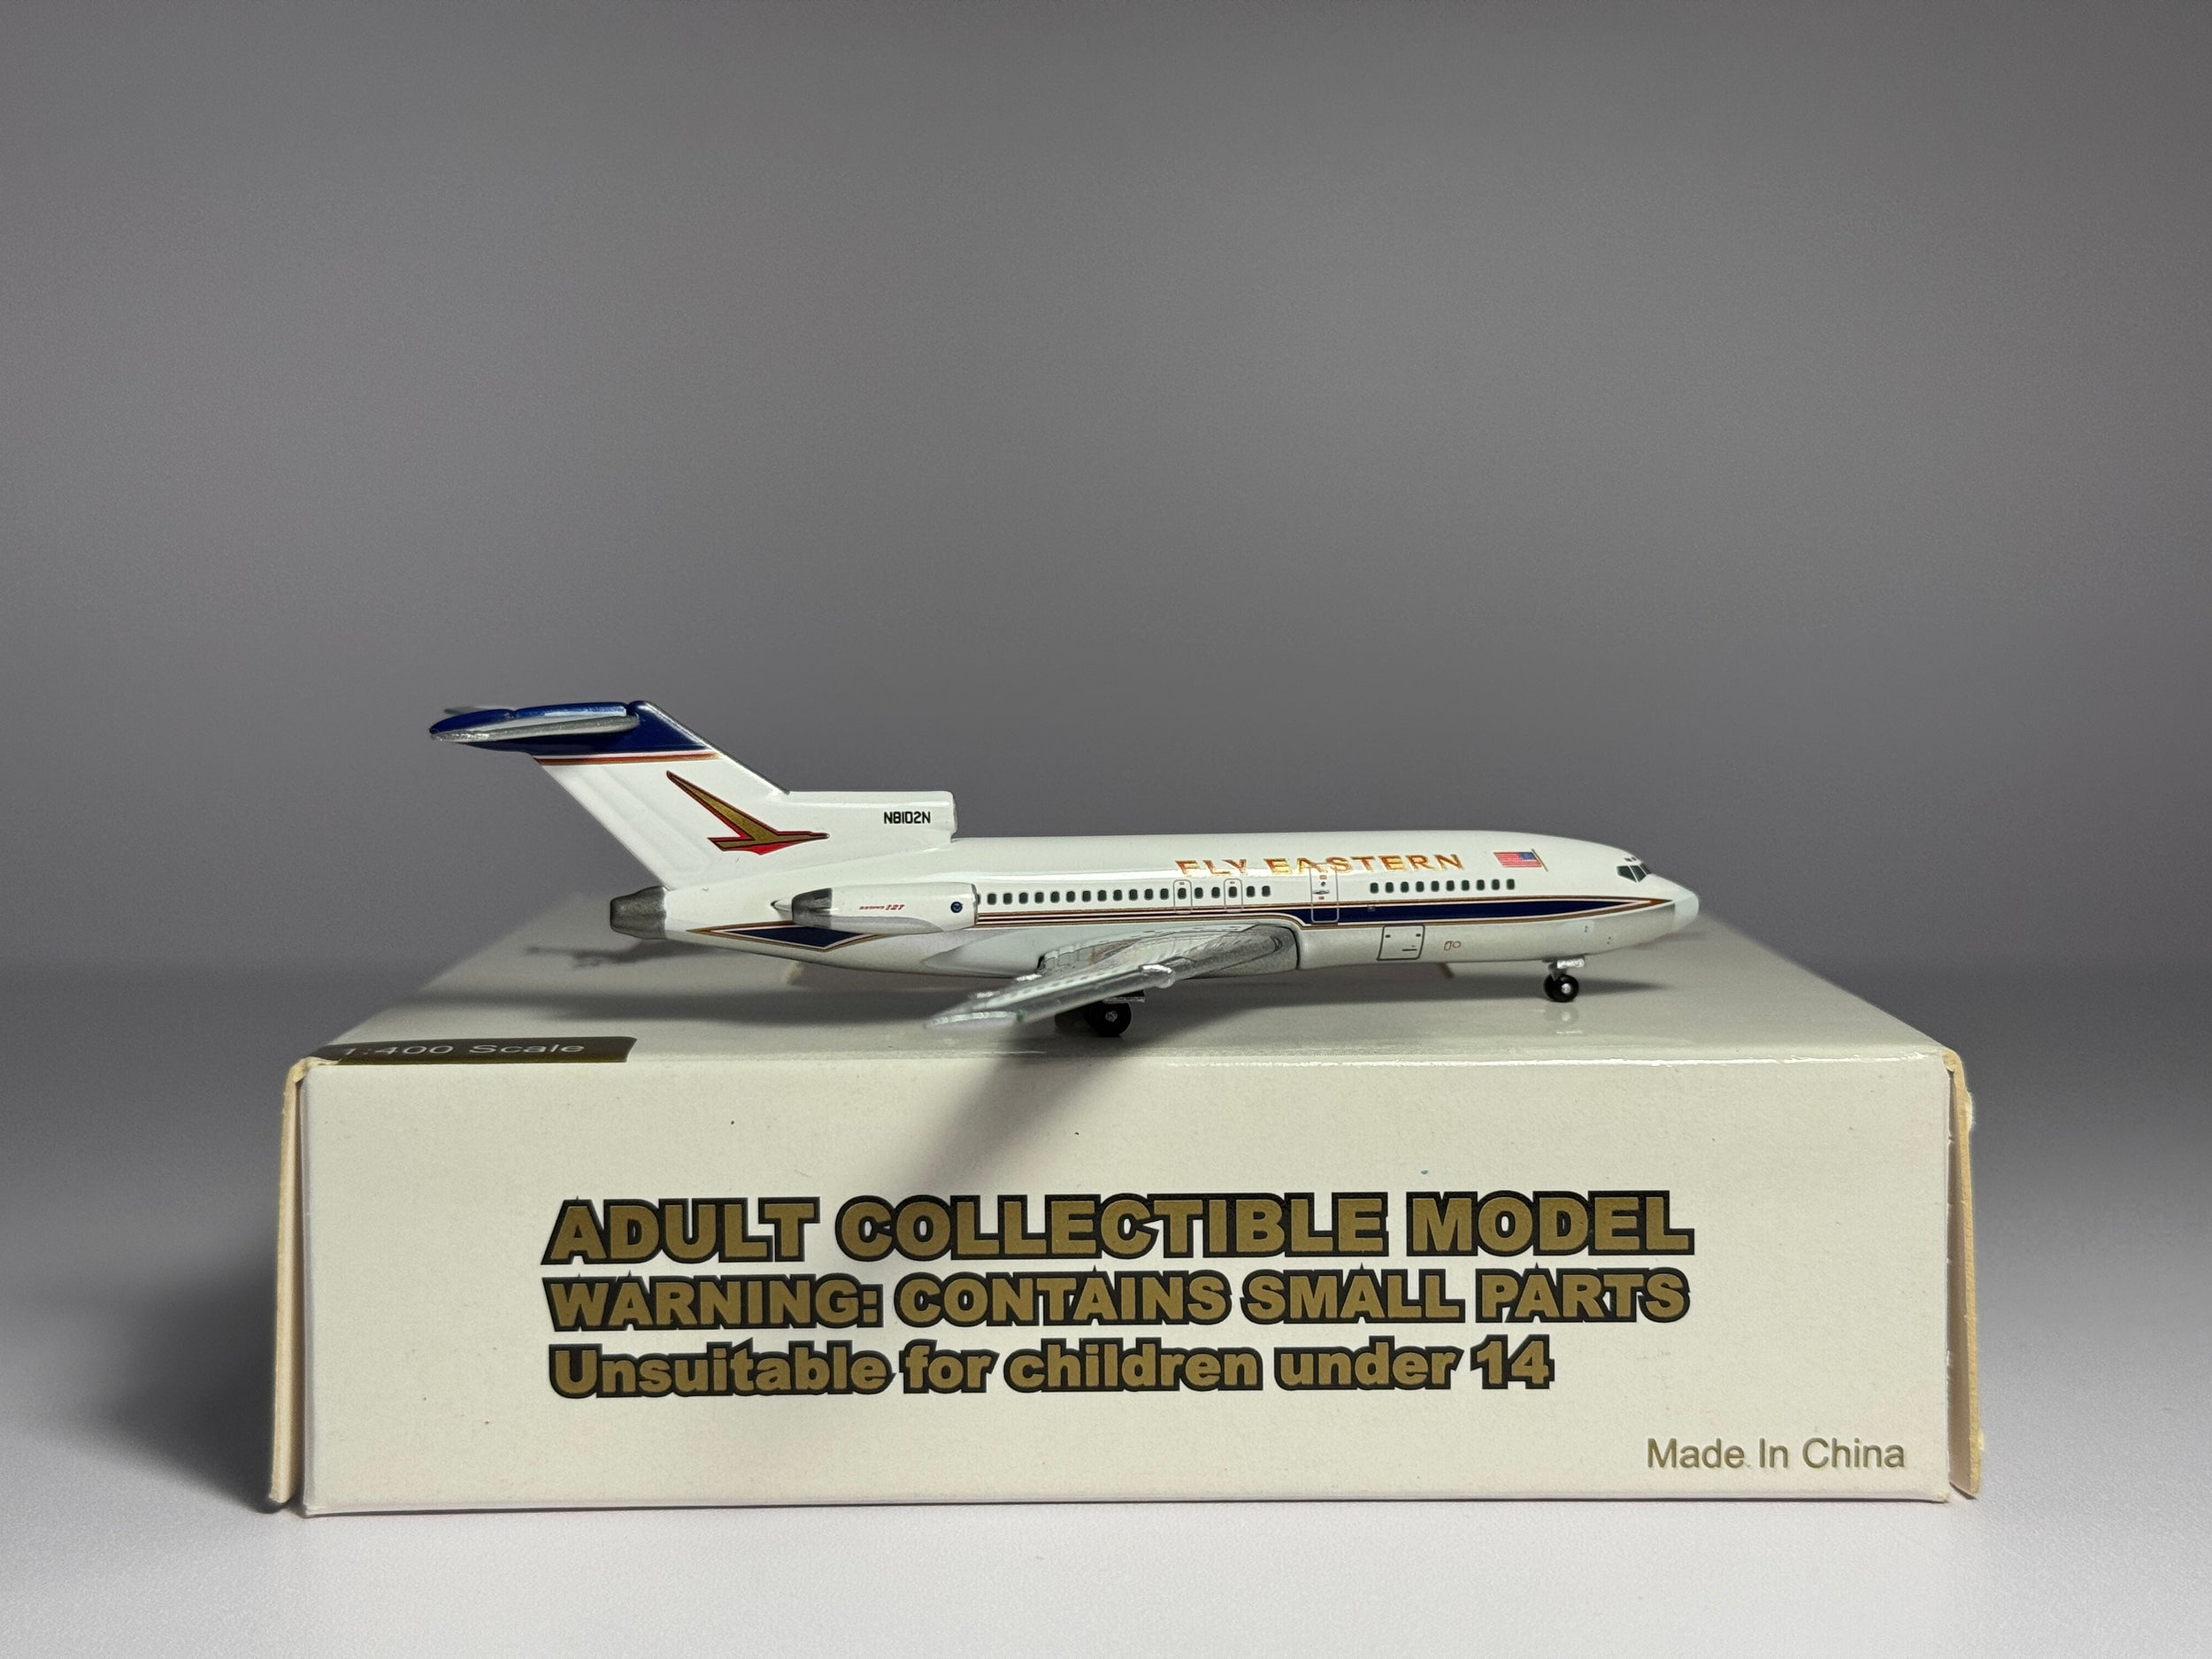 N8102N
FLY EASTERN
727
1:400 Scale
ADULT COLLECTIBLE MODEL
WARNING: CONTAINS SMALL PARTS
Unsuitable for children under 14
Made In China